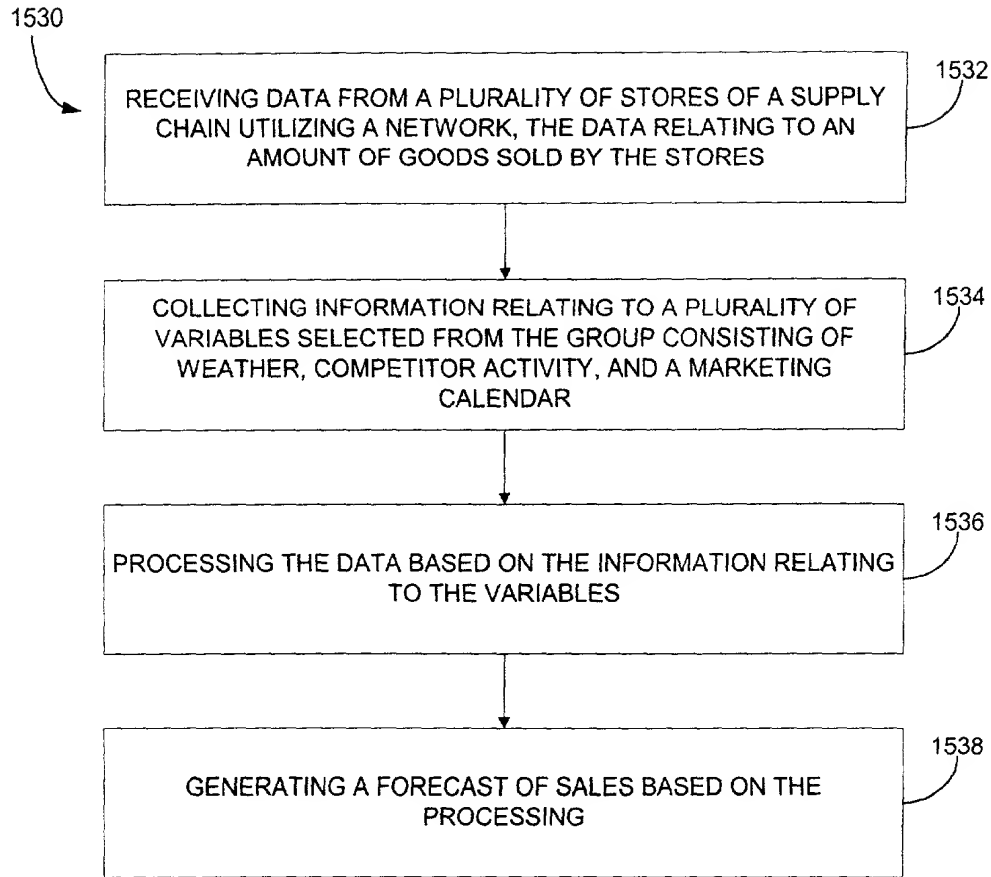 1530
1532
RECEIVING DATA FROM A PLURALITY OF STORES OF A SUPPLY
CHAIN UTILIZING A NETWORK, THE DATA RELATING TO AN
AMOUNT OF GOODS SOLD BY THE STORES
1534
COLLECTING INFORMATION RELATING TO A PLURALITY OF
VARIABLES SELECTED FROM THE GROUP CONSISTING OF
WEATHER, COMPETITOR ACTIVITY, AND A MARKETING
CALENDAR
1536
PROCESSING THE DATA BASED ON THE INFORMATION RELATING
TO THE VARIABLES
1538
GENERATING A FORECAST OF SALES BASED ON THE
PROCESSING